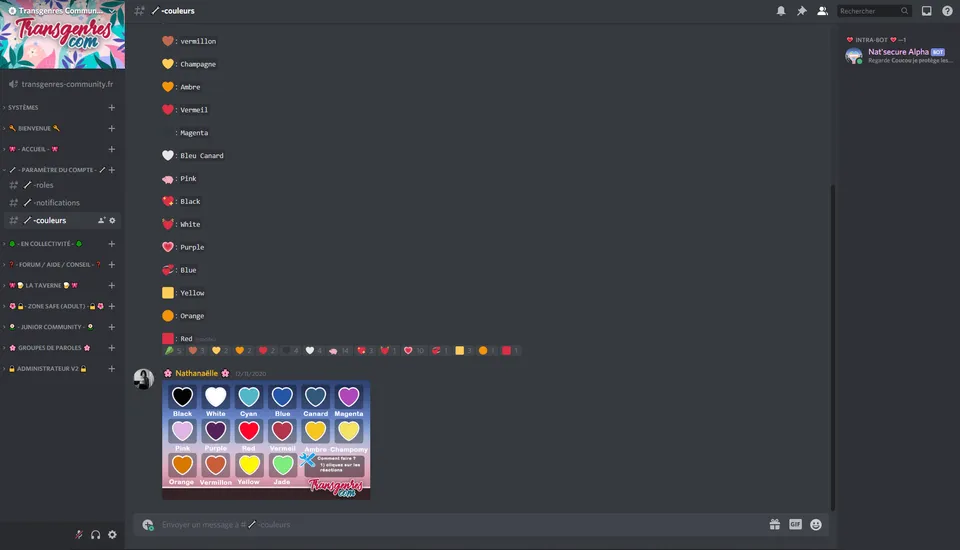 Transgenres Commun...
Transgenres
com
transgenres-community.fr
SYSTÈMES
BIENVENUE
- ACCUEIL -
- PARAMÈTRE DU COMPTE -
-roles
-notifications
-couleurs
- EN COLLECTIVITÉ -
- FORUM / AIDE / CONSEIL -
LA TAVERNE
- ZONE SAFE (ADULT) -
- JUNIOR COMMUNITY -
GROUPES DE PAROLES
ADMINISTRATEUR V2
-couleurs
Rechercher
: vermillon
: Champagne
: Ambre
: Vermeil
: Magenta
: Bleu Canard
: Pink
: Black
: White
: Purple
: Blue
: Yellow
: Orange
: Red
5 3 2 2 2 4 4 14 3 1 10 1 3 1 1
Nathanaëlle 13/11/2020
Black White Cyan Blue Canard Magenta
Pink Purple Red Vermeil Ambre Champomy
Orange Vermillon Yellow Jade
Comment faire ?
1) cliquez sur les
réactions
Transgenres
com
Envoyer un message à # -couleurs
GIF
INTRA-BOT —1
Nat'secure Alpha BOT
Regarde Coucou je protège les...